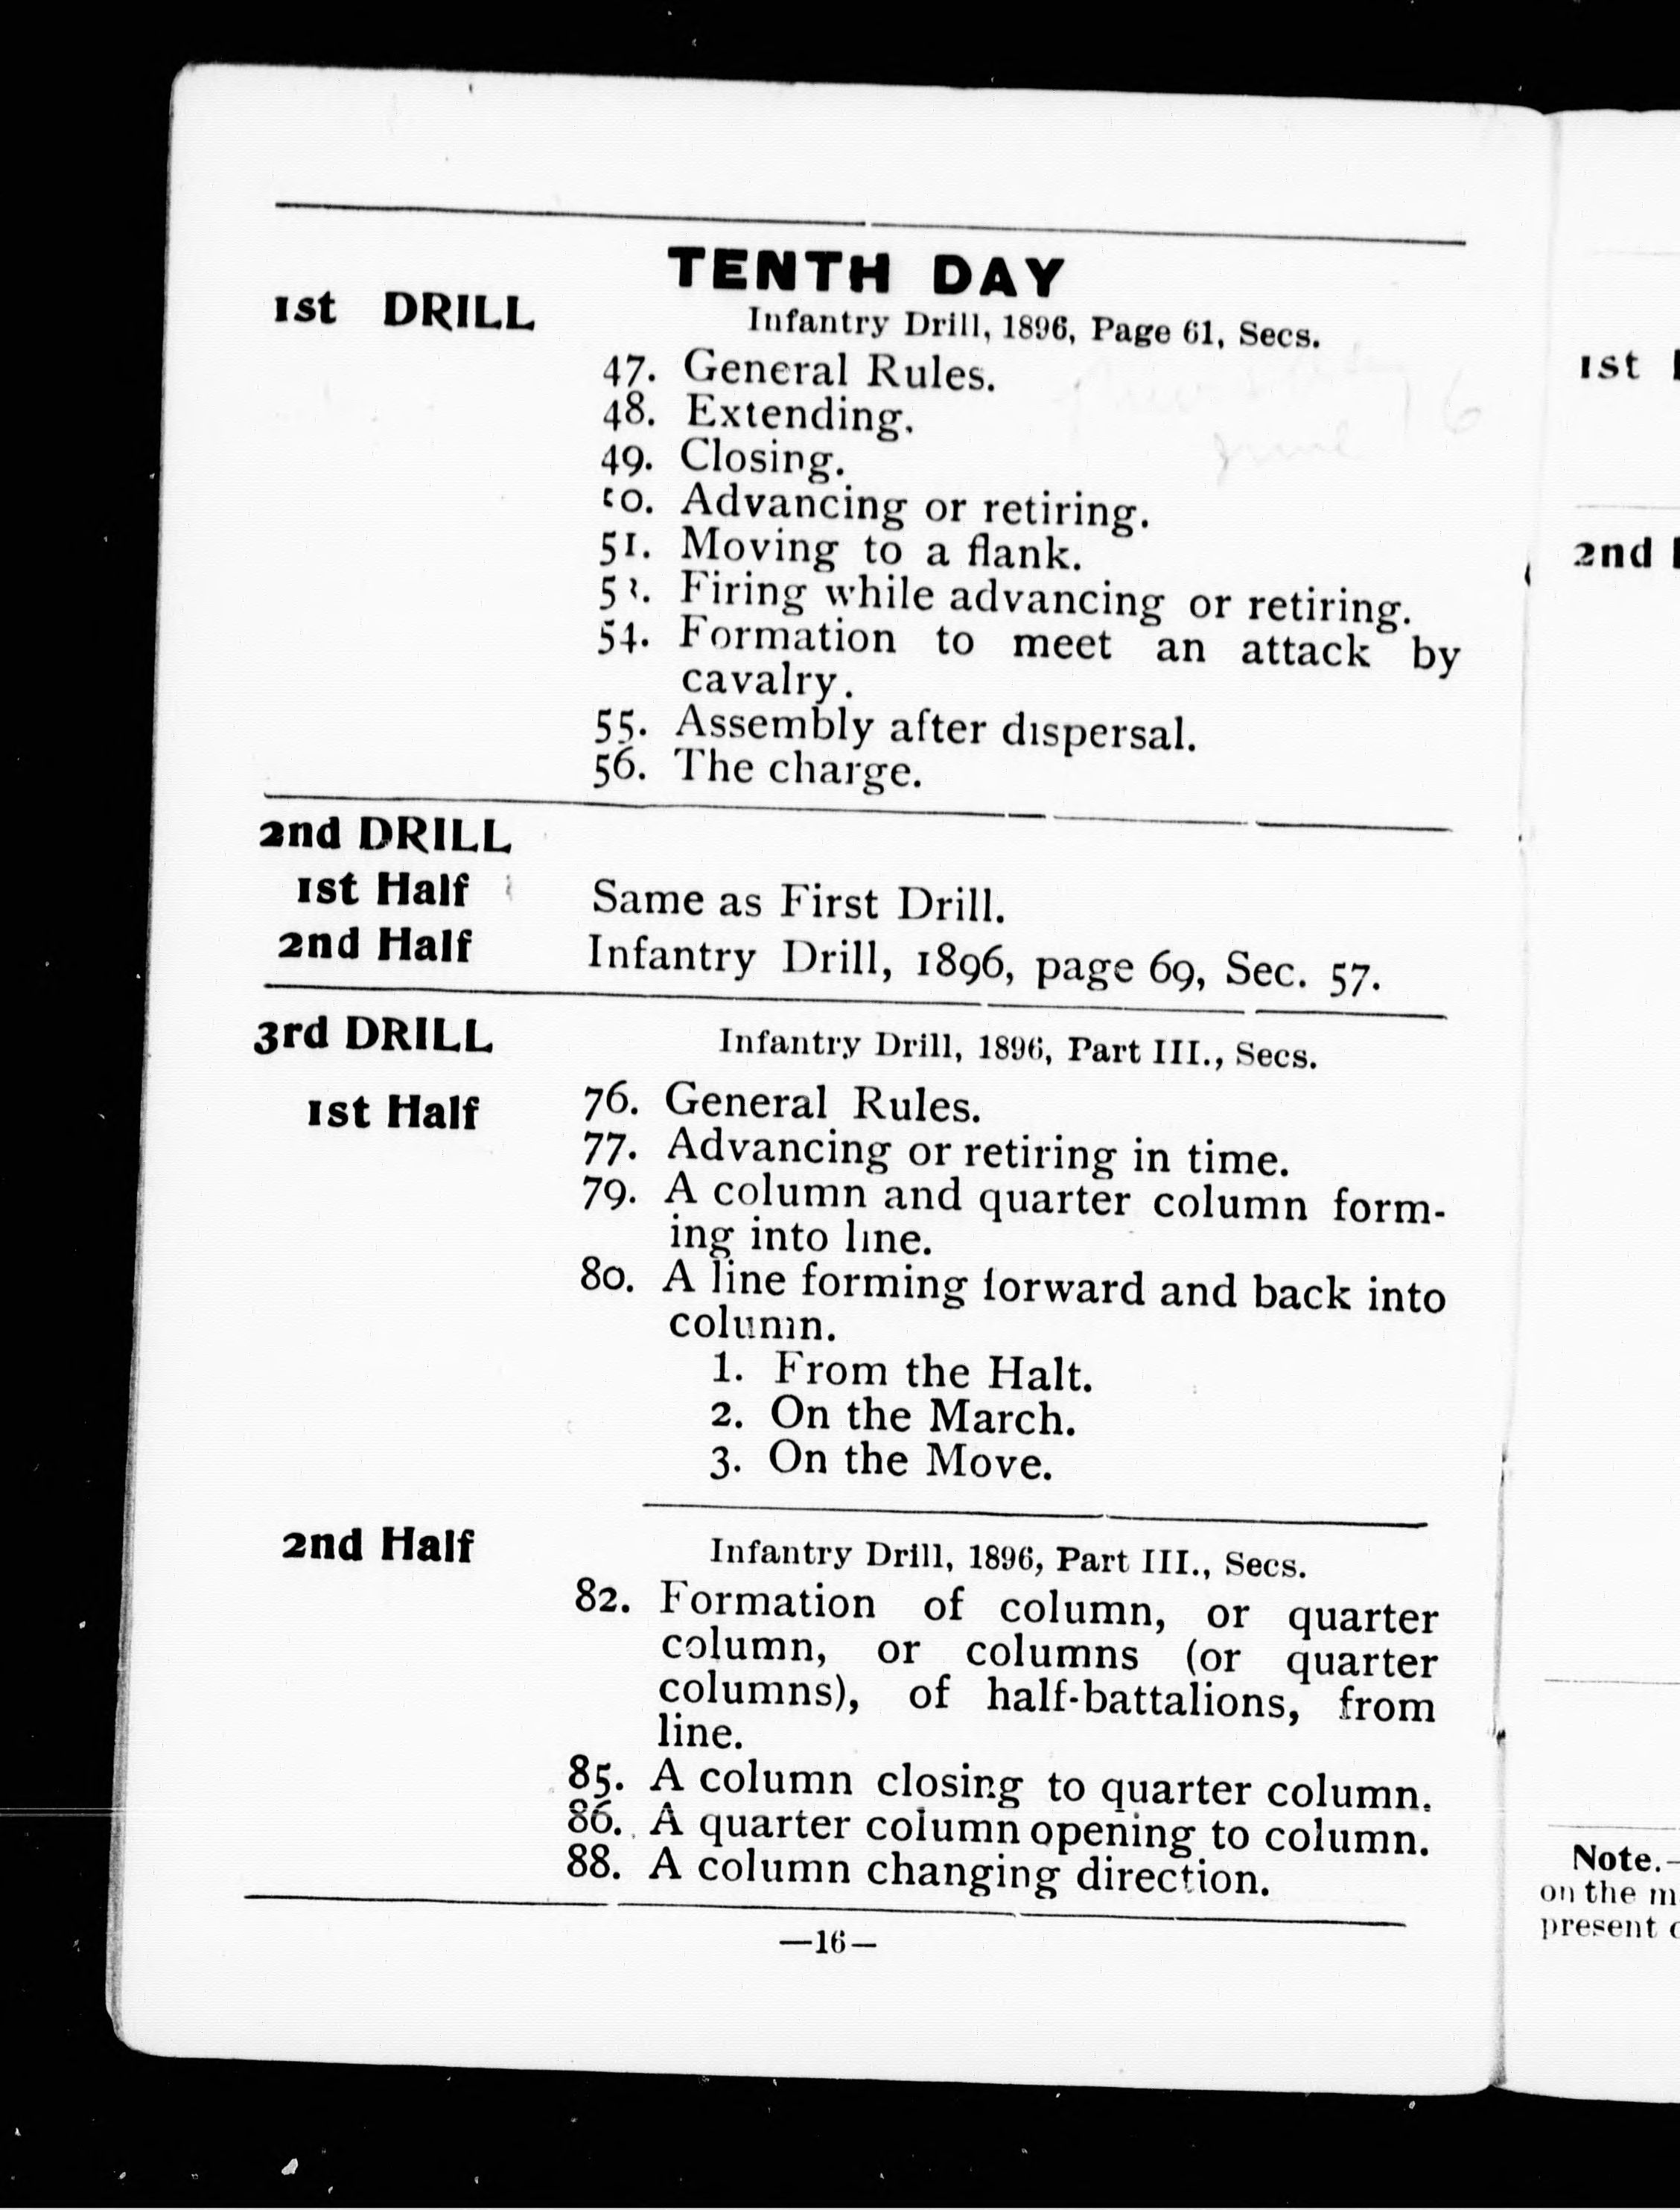 TENTH DAY
1st DRILL
Infantry Drill, 1896, Page 61, Secs.
47. General Rules.
48. Extending.
49. Closing.
50. Advancing or retiring.
51. Moving to a flank.
Firing while advancing or retiring.
54. Formation to meet an attack by
cavalry.
55. Assembly after dispersal.
56. The charge.
2nd DRILL
1st Half Same as First Drill.
2nd Half Infantry Drill, 1896, page 69, Sec. 57.
3rd DRILL Infantry Drill, 1896, Part III., Secs.
1st Half 76. General Rules.
77. Advancing or retiring in time.
79. A column and quarter column form-
ing into line.
80. A line forming forward and back into
column.
1. From the Halt.
2. On the March.
3. On the Move.
2nd Half Infantry Drill, 1896, Part III., Secs.
82. Formation of column, or quarter
column, or columns (or quarter
columns), of half-battalions, from
line.
85. A column closing to quarter column.
86. A quarter column opening to column.
88. A column changing direction.
—16—
1st
2nd
Note.—
on the
present